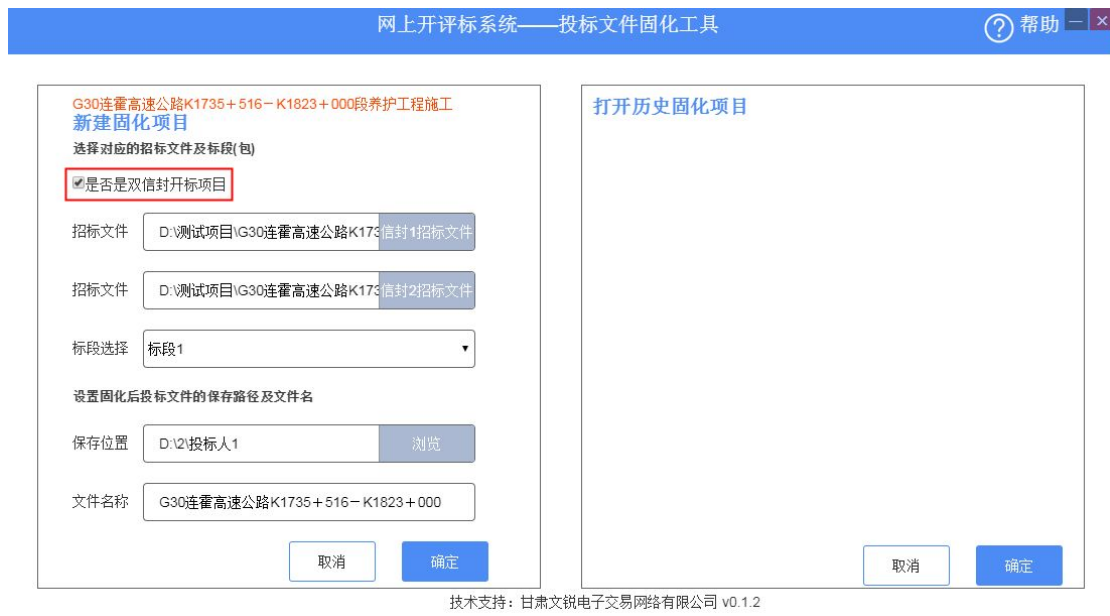 网上开评标系统——投标文件固化工具
? 帮助
G30连霍高速公路K1735+516-K1823+000段养护工程施工
新建固化项目
选择对应的招标文件及标段(包)
是否是双信封开标项目
招标文件 D:\测试项目\G30连霍高速公路K173 信封1招标文件
招标文件 D:\测试项目\G30连霍高速公路K173 信封2招标文件
标段选择 标段1
设置固化后投标文件的保存路径及文件名
保存位置 D:\2\投标人1 浏览
文件名称 G30连霍高速公路K1735+516-K1823+000
取消 确定
打开历史固化项目
取消 确定
技术支持：甘肃文锐电子交易网络有限公司 v0.1.2